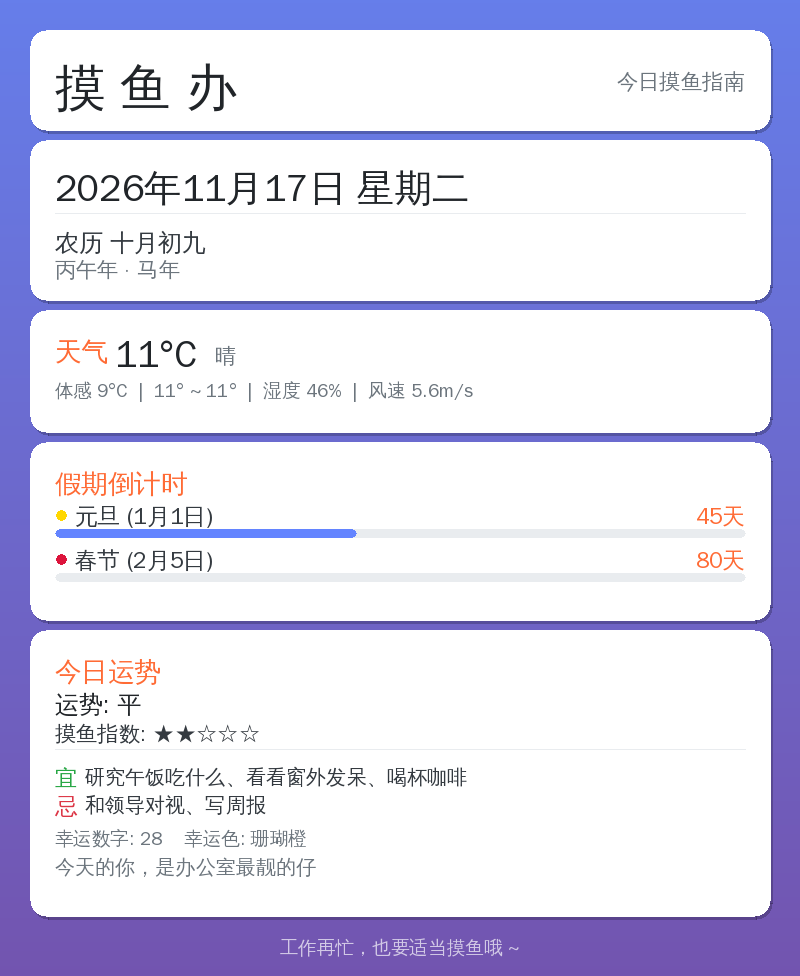 摸 鱼 办
今日摸鱼指南
2026年11月17日 星期二
农历 十月初九
丙午年 · 马年
天气 11°C 晴
体感 9°C | 11° ~ 11° | 湿度 46% | 风速 5.6m/s
假期倒计时
元旦 (1月1日) 45天
春节 (2月5日) 80天
今日运势
运势: 平
摸鱼指数: ★★☆☆☆
宜 研究午饭吃什么、看看窗外发呆、喝杯咖啡
忌 和领导对视、写周报
幸运数字: 28 幸运色: 珊瑚橙
今天的你，是办公室最靓的仔
工作再忙，也要适当摸鱼哦 ~